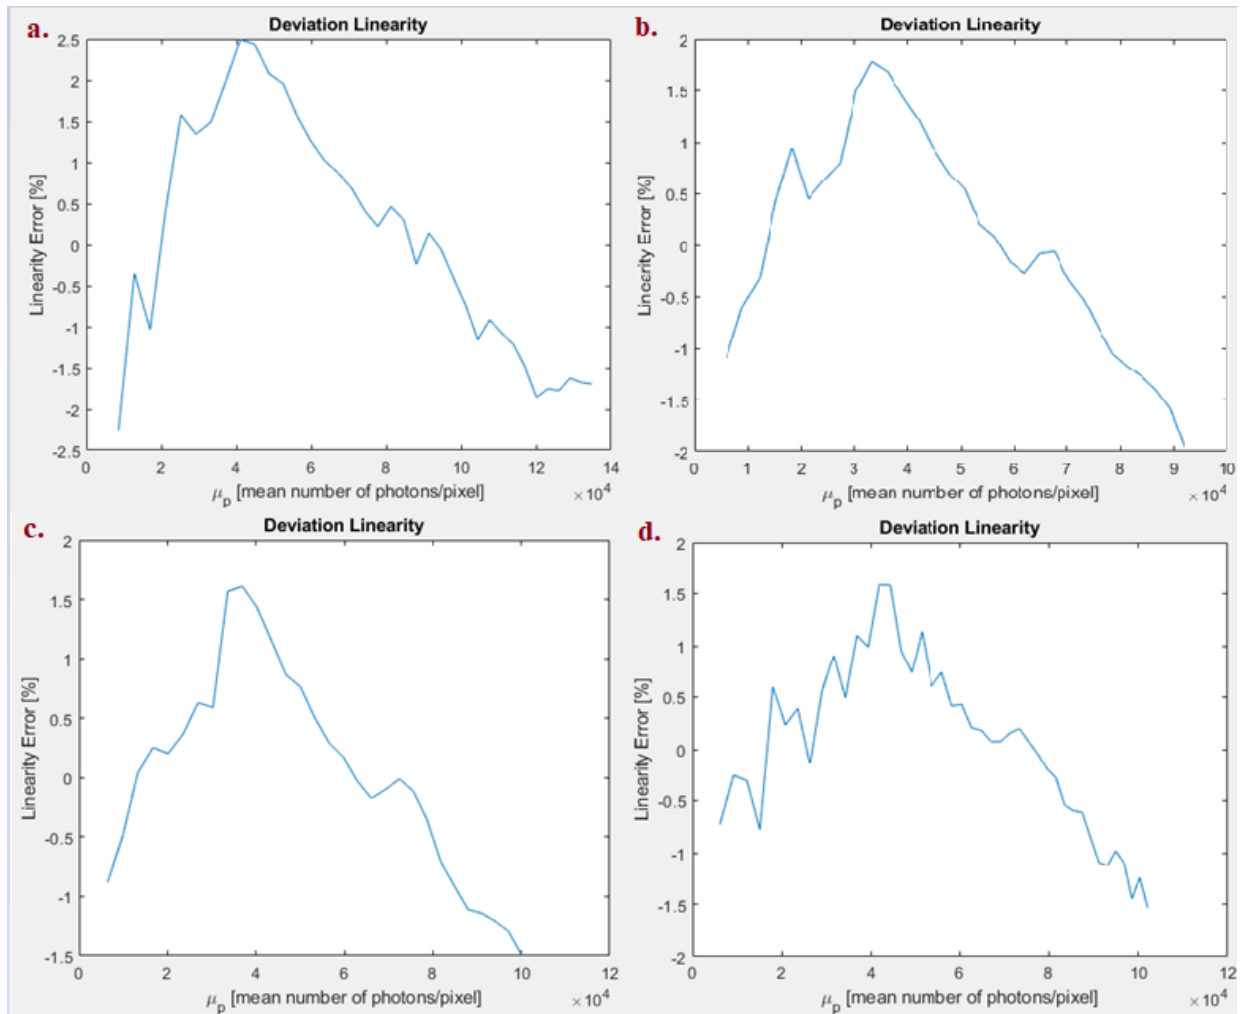 a.
Deviation Linearity
Linearity Error [%]
2.5
2
1.5
1
0.5
0
-0.5
-1
-1.5
-2
-2.5
0 2 4 6 8 10 12 14
μp [mean number of photons/pixel]
×10^4
b.
Deviation Linearity
Linearity Error [%]
2
1.5
1
0.5
0
-0.5
-1
-1.5
-2
0 1 2 3 4 5 6 7 8 9 10
μp [mean number of photons/pixel]
×10^4
c.
Deviation Linearity
Linearity Error [%]
2
1.5
1
0.5
0
-0.5
-1
-1.5
0 2 4 6 8 10 12
μp [mean number of photons/pixel]
×10^4
d.
Deviation Linearity
Linearity Error [%]
2
1.5
1
0.5
0
-0.5
-1
-1.5
-2
0 2 4 6 8 10 12
μp [mean number of photons/pixel]
×10^4